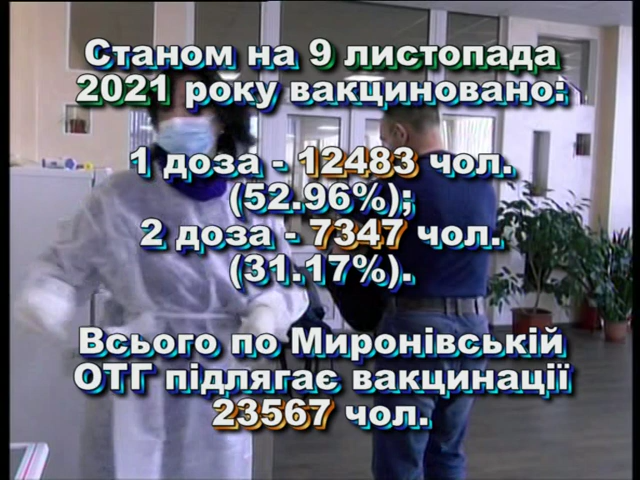 Станом на 9 листопада
2021 року вакциновано:
1 доза - 12483 чол.
(52.96%);
2 доза - 7347 чол.
(31.17%).
Всього по Миронівській
ОТГ підлягає вакцинації
23567 чол.